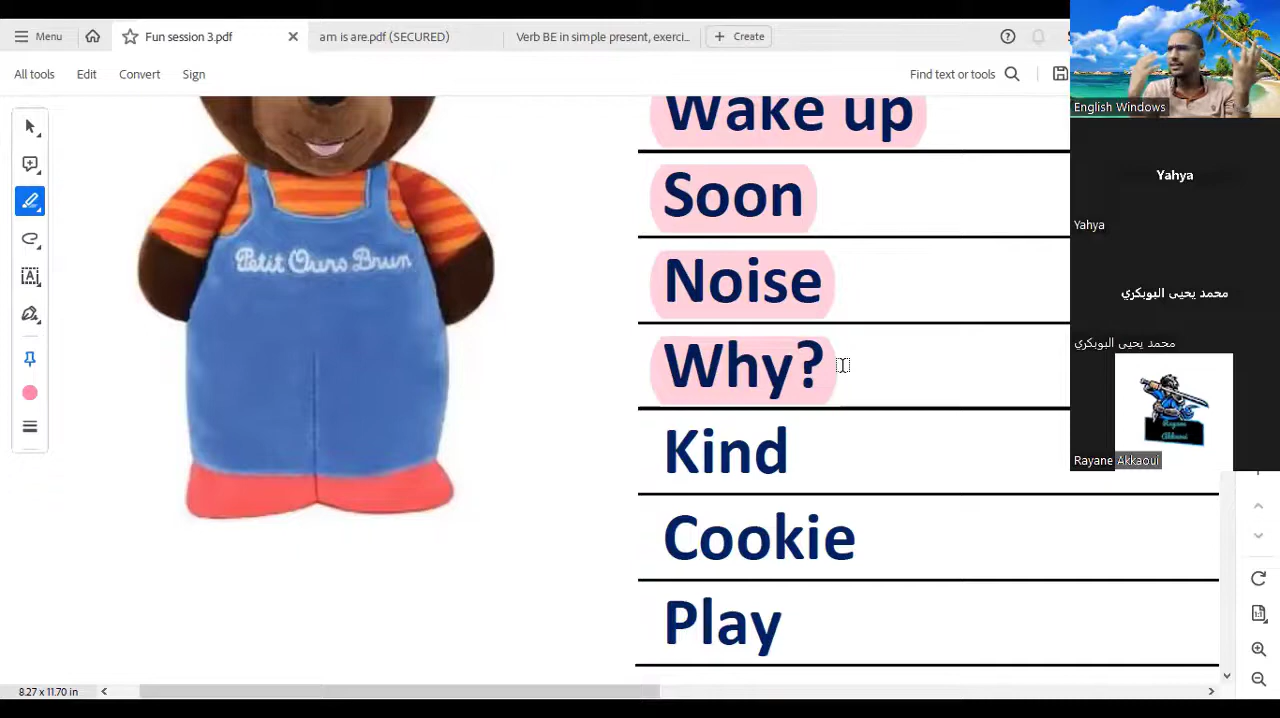 Menu
Fun session 3.pdf
am is are.pdf (SECURED)
Verb BE in simple present, exerci...
Create
All tools
Edit
Convert
Sign
Find text or tools
English Windows
Yahya
Yahya
محمد يحيى البوبكري
محمد يحيى البوبكري
Rayane Akkaoui
Rayane Akkaoui
Petit Ours Brun
Wake up
Soon
Noise
Why?
Kind
Cookie
Play
8.27 x 11.70 in